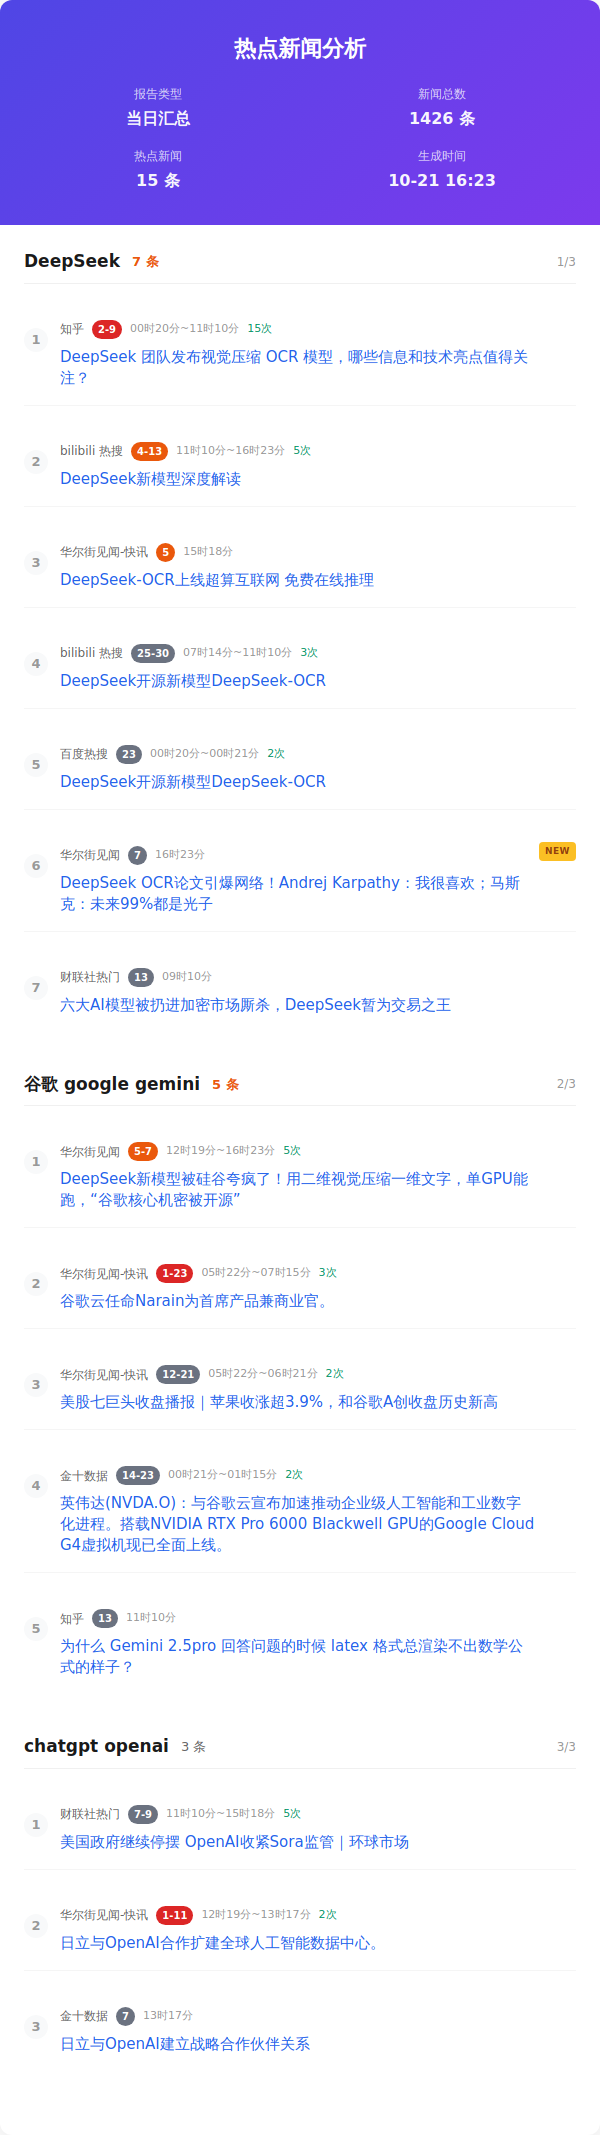 热点新闻分析
报告类型
新闻总数
当日汇总
1426 条
热点新闻
生成时间
15 条
10-21 16:23
DeepSeek 7 条 1/3
1
知乎 2-9 00时20分~11时10分 15次
DeepSeek 团队发布视觉压缩 OCR 模型，哪些信息和技术亮点值得关
注？
2
bilibili 热搜 4-13 11时10分~16时23分 5次
DeepSeek新模型深度解读
3
华尔街见闻-快讯 5 15时18分
DeepSeek-OCR上线超算互联网 免费在线推理
4
bilibili 热搜 25-30 07时14分~11时10分 3次
DeepSeek开源新模型DeepSeek-OCR
5
百度热搜 23 00时20分~00时21分 2次
DeepSeek开源新模型DeepSeek-OCR
6
华尔街见闻 7 16时23分 NEW
DeepSeek OCR论文引爆网络！Andrej Karpathy：我很喜欢；马斯
克：未来99%都是光子
7
财联社热门 13 09时10分
六大AI模型被扔进加密市场厮杀，DeepSeek暂为交易之王
谷歌 google gemini 5 条 2/3
1
华尔街见闻 5-7 12时19分~16时23分 5次
DeepSeek新模型被硅谷夸疯了！用二维视觉压缩一维文字，单GPU能
跑，“谷歌核心机密被开源”
2
华尔街见闻-快讯 1-23 05时22分~07时15分 3次
谷歌云任命Narain为首席产品兼商业官。
3
华尔街见闻-快讯 12-21 05时22分~06时21分 2次
美股七巨头收盘播报｜苹果收涨超3.9%，和谷歌A创收盘历史新高
4
金十数据 14-23 00时21分~01时15分 2次
英伟达(NVDA.O)：与谷歌云宣布加速推动企业级人工智能和工业数字
化进程。搭载NVIDIA RTX Pro 6000 Blackwell GPU的Google Cloud
G4虚拟机现已全面上线。
5
知乎 13 11时10分
为什么 Gemini 2.5pro 回答问题的时候 latex 格式总渲染不出数学公
式的样子？
chatgpt openai 3 条 3/3
1
财联社热门 7-9 11时10分~15时18分 5次
美国政府继续停摆 OpenAI收紧Sora监管｜环球市场
2
华尔街见闻-快讯 1-11 12时19分~13时17分 2次
日立与OpenAI合作扩建全球人工智能数据中心。
3
金十数据 7 13时17分
日立与OpenAI建立战略合作伙伴关系